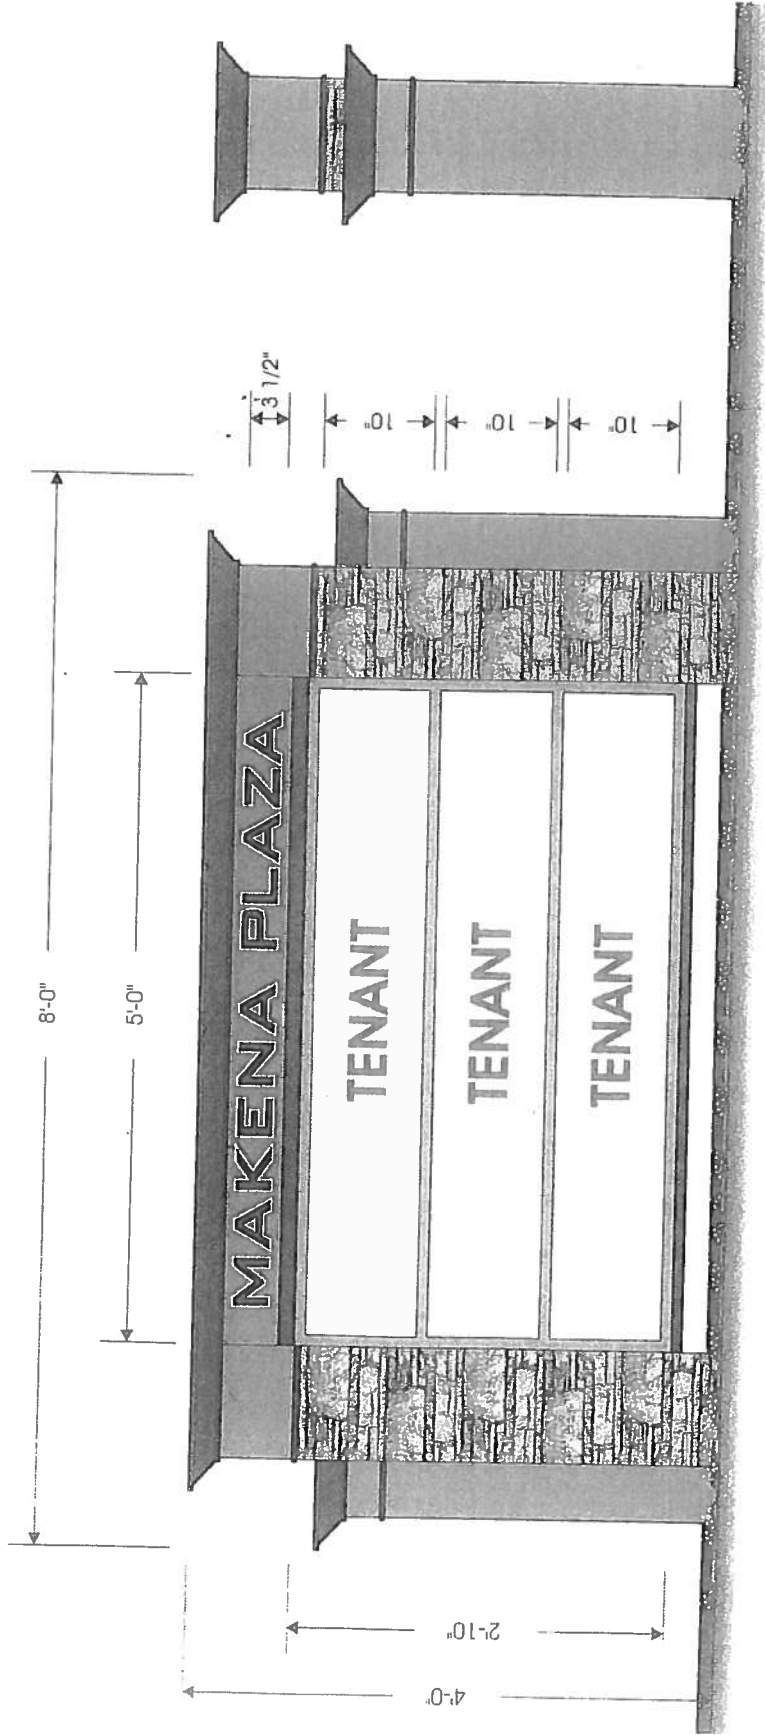 8'-0"
5'-0"
3 1/2"
MAKENA PLAZA
10"
TENANT
10"
TENANT
10"
TENANT
2'-10"
4'-0"